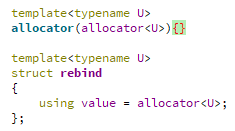 template<typename U>
allocator(allocator<U>){}
template<typename U>
struct rebind
{
using value = allocator<U>;
};